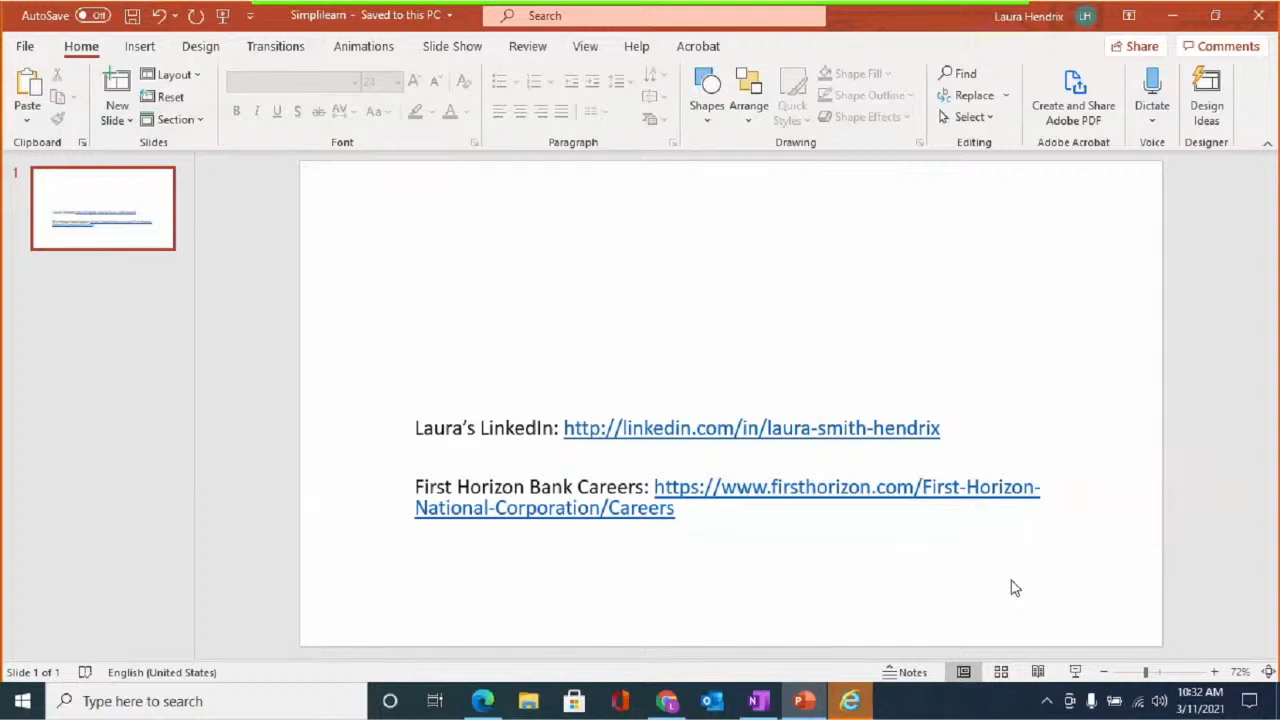 AutoSave Off Simplilearn - Saved to this PC Search Laura Hendrix LH
File Home Insert Design Transitions Animations Slide Show Review View Help Acrobat Share Comments
Paste
Clipboard
New
Slide
Layout
Reset
Section
Slides
24
B I U S ab AV Aa A
Font
Paragraph
Shapes
Arrange
Quick
Styles
Shape Fill
Shape Outline
Shape Effects
Drawing
Find
Replace
Select
Editing
Create and Share
Adobe PDF
Adobe Acrobat
Dictate
Voice
Design
Ideas
Designer
1
Laura’s LinkedIn: http://linkedin.com/in/laura-smith-hendrix
First Horizon Bank Careers: https://www.firsthorizon.com/First-Horizon-
National-Corporation/Careers
Slide 1 of 1 English (United States) Notes 72%
Type here to search
10:32 AM
3/11/2021